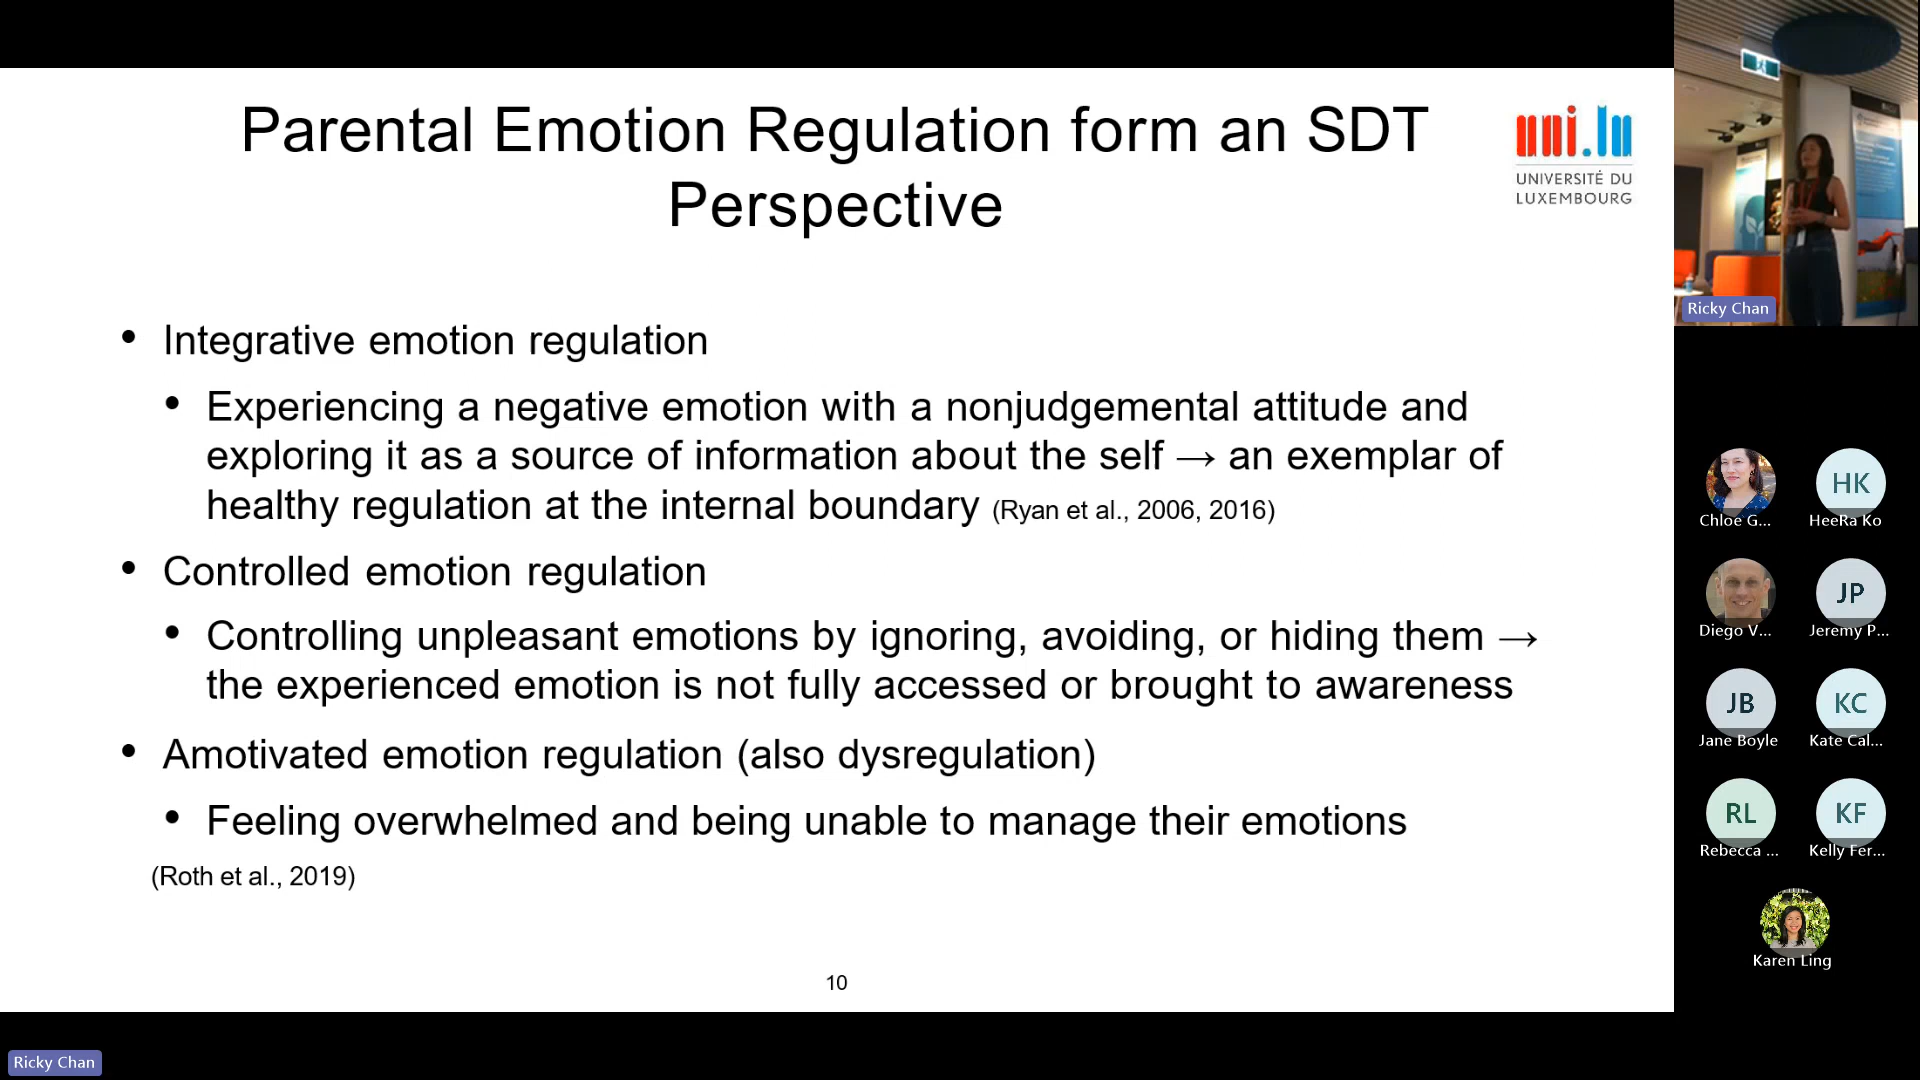 Parental Emotion Regulation form an SDT
Perspective
uni.lu
UNIVERSITÉ DU
LUXEMBOURG
• Integrative emotion regulation
• Experiencing a negative emotion with a nonjudgemental attitude and
exploring it as a source of information about the self → an exemplar of
healthy regulation at the internal boundary (Ryan et al., 2006, 2016)
• Controlled emotion regulation
• Controlling unpleasant emotions by ignoring, avoiding, or hiding them →
the experienced emotion is not fully accessed or brought to awareness
• Amotivated emotion regulation (also dysregulation)
• Feeling overwhelmed and being unable to manage their emotions
(Roth et al., 2019)
10
Ricky Chan
Ricky Chan
Chloe G...
HK
HeeRa Ko
Diego V...
JP
Jeremy P...
JB
Jane Boyle
KC
Kate Cal...
RL
Rebecca ...
KF
Kelly Fer...
Karen Ling